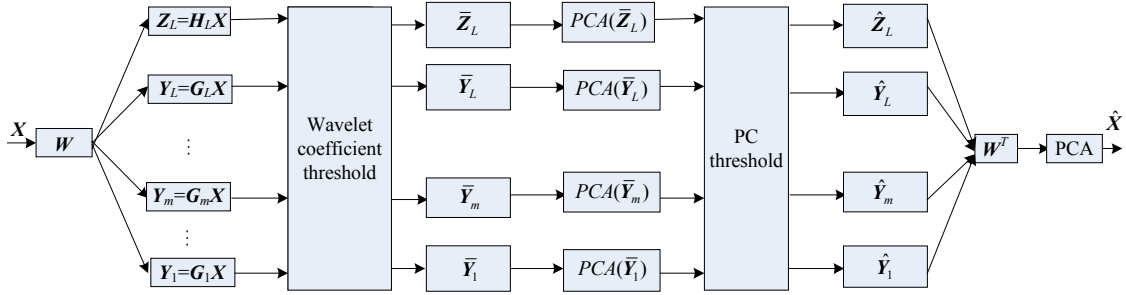 X
W
Z_L=H_LX
Y_L=G_LX
⋮
Y_m=G_mX
⋮
Y_1=G_1X
Wavelet
coefficient
threshold
Z̄_L
Ȳ_L
Ȳ_m
Ȳ_1
PCA(Z̄_L)
PCA(Ȳ_L)
PCA(Ȳ_m)
PCA(Ȳ_1)
PC
threshold
Ẑ_L
Ŷ_L
Ŷ_m
Ŷ_1
W^T
PCA
X̂